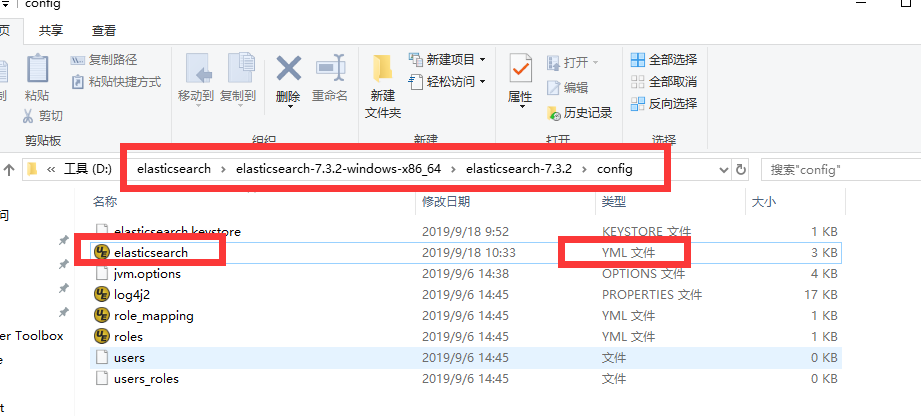 config
页 共享 查看
复制路径
粘贴快捷方式
粘贴
剪切
移动到 复制到 删除 重命名
新建文件夹
新建项目
轻松访问
属性
打开
编辑
历史记录
全部选择
全部取消
反向选择
剪贴板 组织 新建 打开 选择
« 工具 (D:) elasticsearch › elasticsearch-7.3.2-windows-x86_64 › elasticsearch-7.3.2 › config
搜索"config"
名称 修改日期 类型 大小
问
elasticsearch.keystore 2019/9/18 9:52 KEYSTORE 文件 1 KB
elasticsearch 2019/9/18 10:33 YML 文件 3 KB
jvm.options 2019/9/6 14:38 OPTIONS 文件 4 KB
log4j2 2019/9/6 14:45 PROPERTIES 文件 17 KB
role_mapping 2019/9/6 14:45 YML 文件 1 KB
roles 2019/9/6 14:45 YML 文件 1 KB
er Toolbox
users 2019/9/6 14:45 文件 0 KB
users_roles 2019/9/6 14:45 文件 0 KB